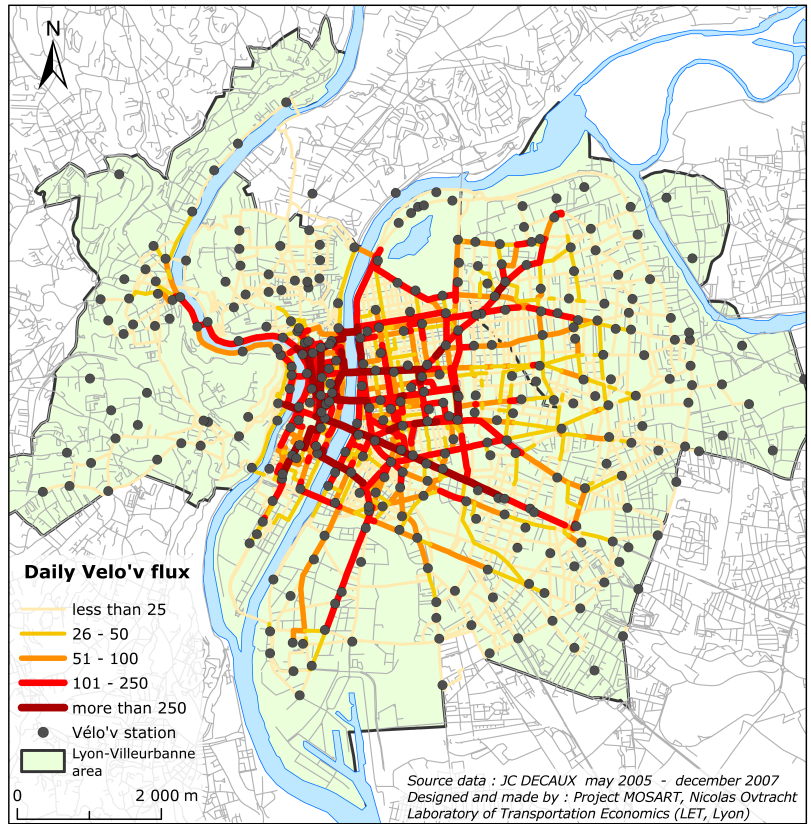 N
Daily Velo'v flux
less than 25
26 - 50
51 - 100
101 - 250
more than 250
Vélo'v station
Lyon-Villeurbanne
area
0 2 000 m
Source data : JC DECAUX may 2005 - december 2007
Designed and made by : Project MOSART, Nicolas Ovtracht
Laboratory of Transportation Economics (LET, Lyon)